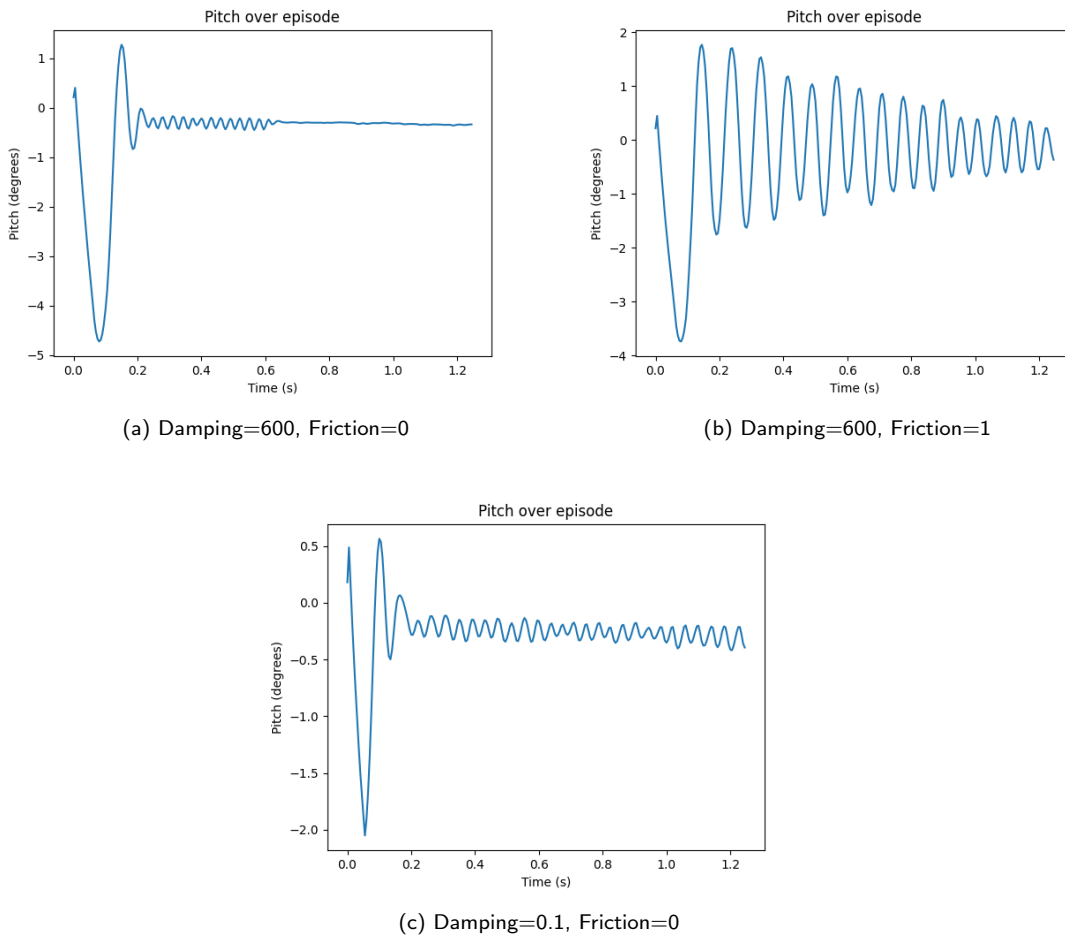 Pitch over episode
Pitch (degrees)
1
0
−1
−2
−3
−4
−5
0.0 0.2 0.4 0.6 0.8 1.0 1.2
Time (s)
(a) Damping=600, Friction=0
Pitch over episode
Pitch (degrees)
2
1
0
−1
−2
−3
−4
0.0 0.2 0.4 0.6 0.8 1.0 1.2
Time (s)
(b) Damping=600, Friction=1
Pitch over episode
Pitch (degrees)
0.5
0.0
−0.5
−1.0
−1.5
−2.0
0.0 0.2 0.4 0.6 0.8 1.0 1.2
Time (s)
(c) Damping=0.1, Friction=0